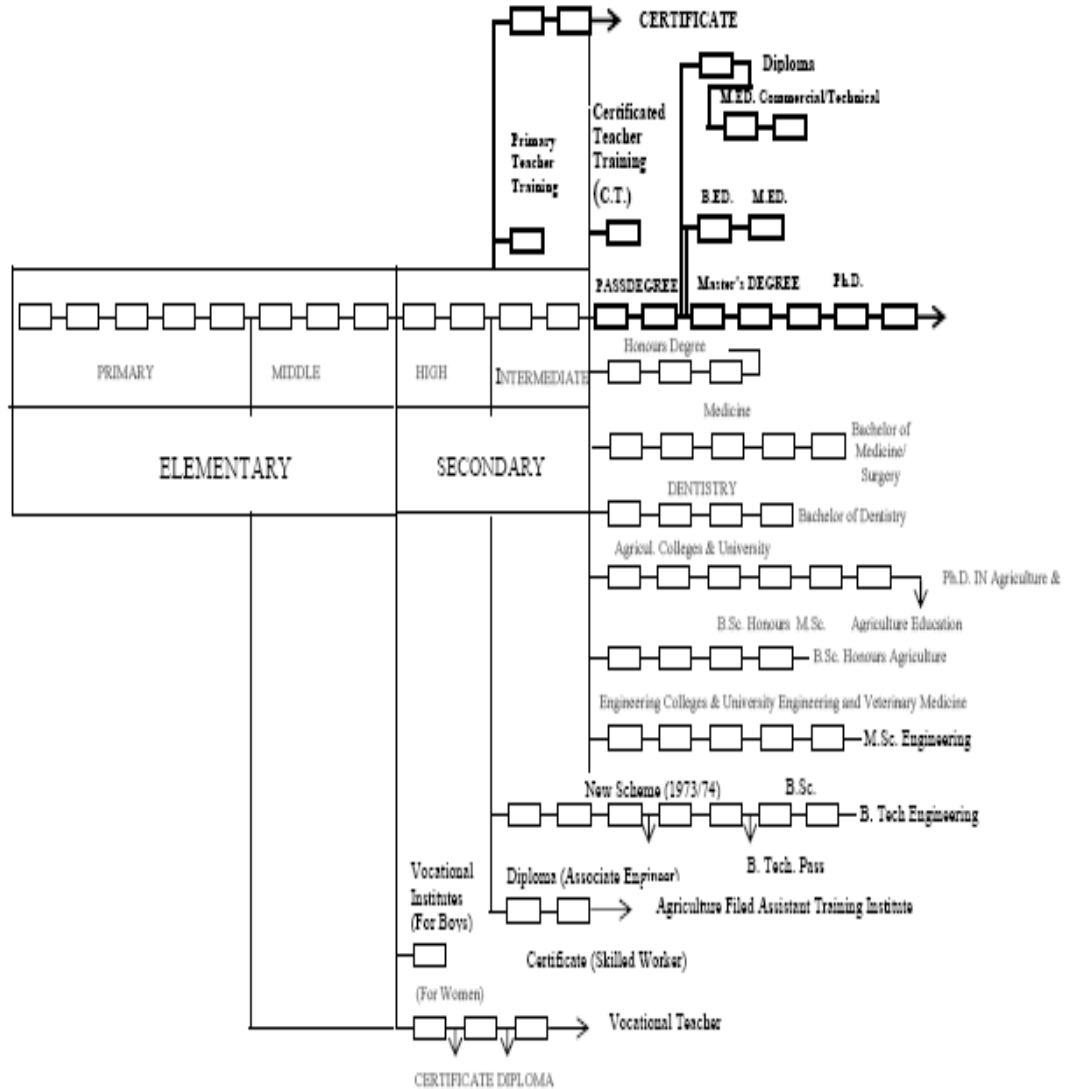 CERTIFICATE
Diploma
M.ED. Commercial/Technical
Certificated
Teacher
Training
(C.T.)
Primary
Teacher
Training
B.ED. M.ED.
PASSDEGREE Master's DEGREE Ph.D.
Honours Degree
PRIMARY MIDDLE HIGH INTERMEDIATE
Medicine
Bachelor of
Medicine/
Surgery
ELEMENTARY SECONDARY
DENTISTRY
Bachelor of Dentistry
Agricul. Colleges & University
Ph.D. IN Agriculture &
B.Sc. Honours M.Sc. Agriculture Education
B.Sc. Honours Agriculture
Engineering Colleges & University Engineering and Veterinary Medicine
M.Sc. Engineering
New Scheme (1973/74) B.Sc.
B. Tech Engineering
B. Tech. Pass
Vocational
Institutes
(For Boys)
Diploma (Associate Engineer)
Agriculture Filed Assistant Training Institute
Certificate (Skilled Worker)
(For Women)
Vocational Teacher
CERTIFICATE DIPLOMA